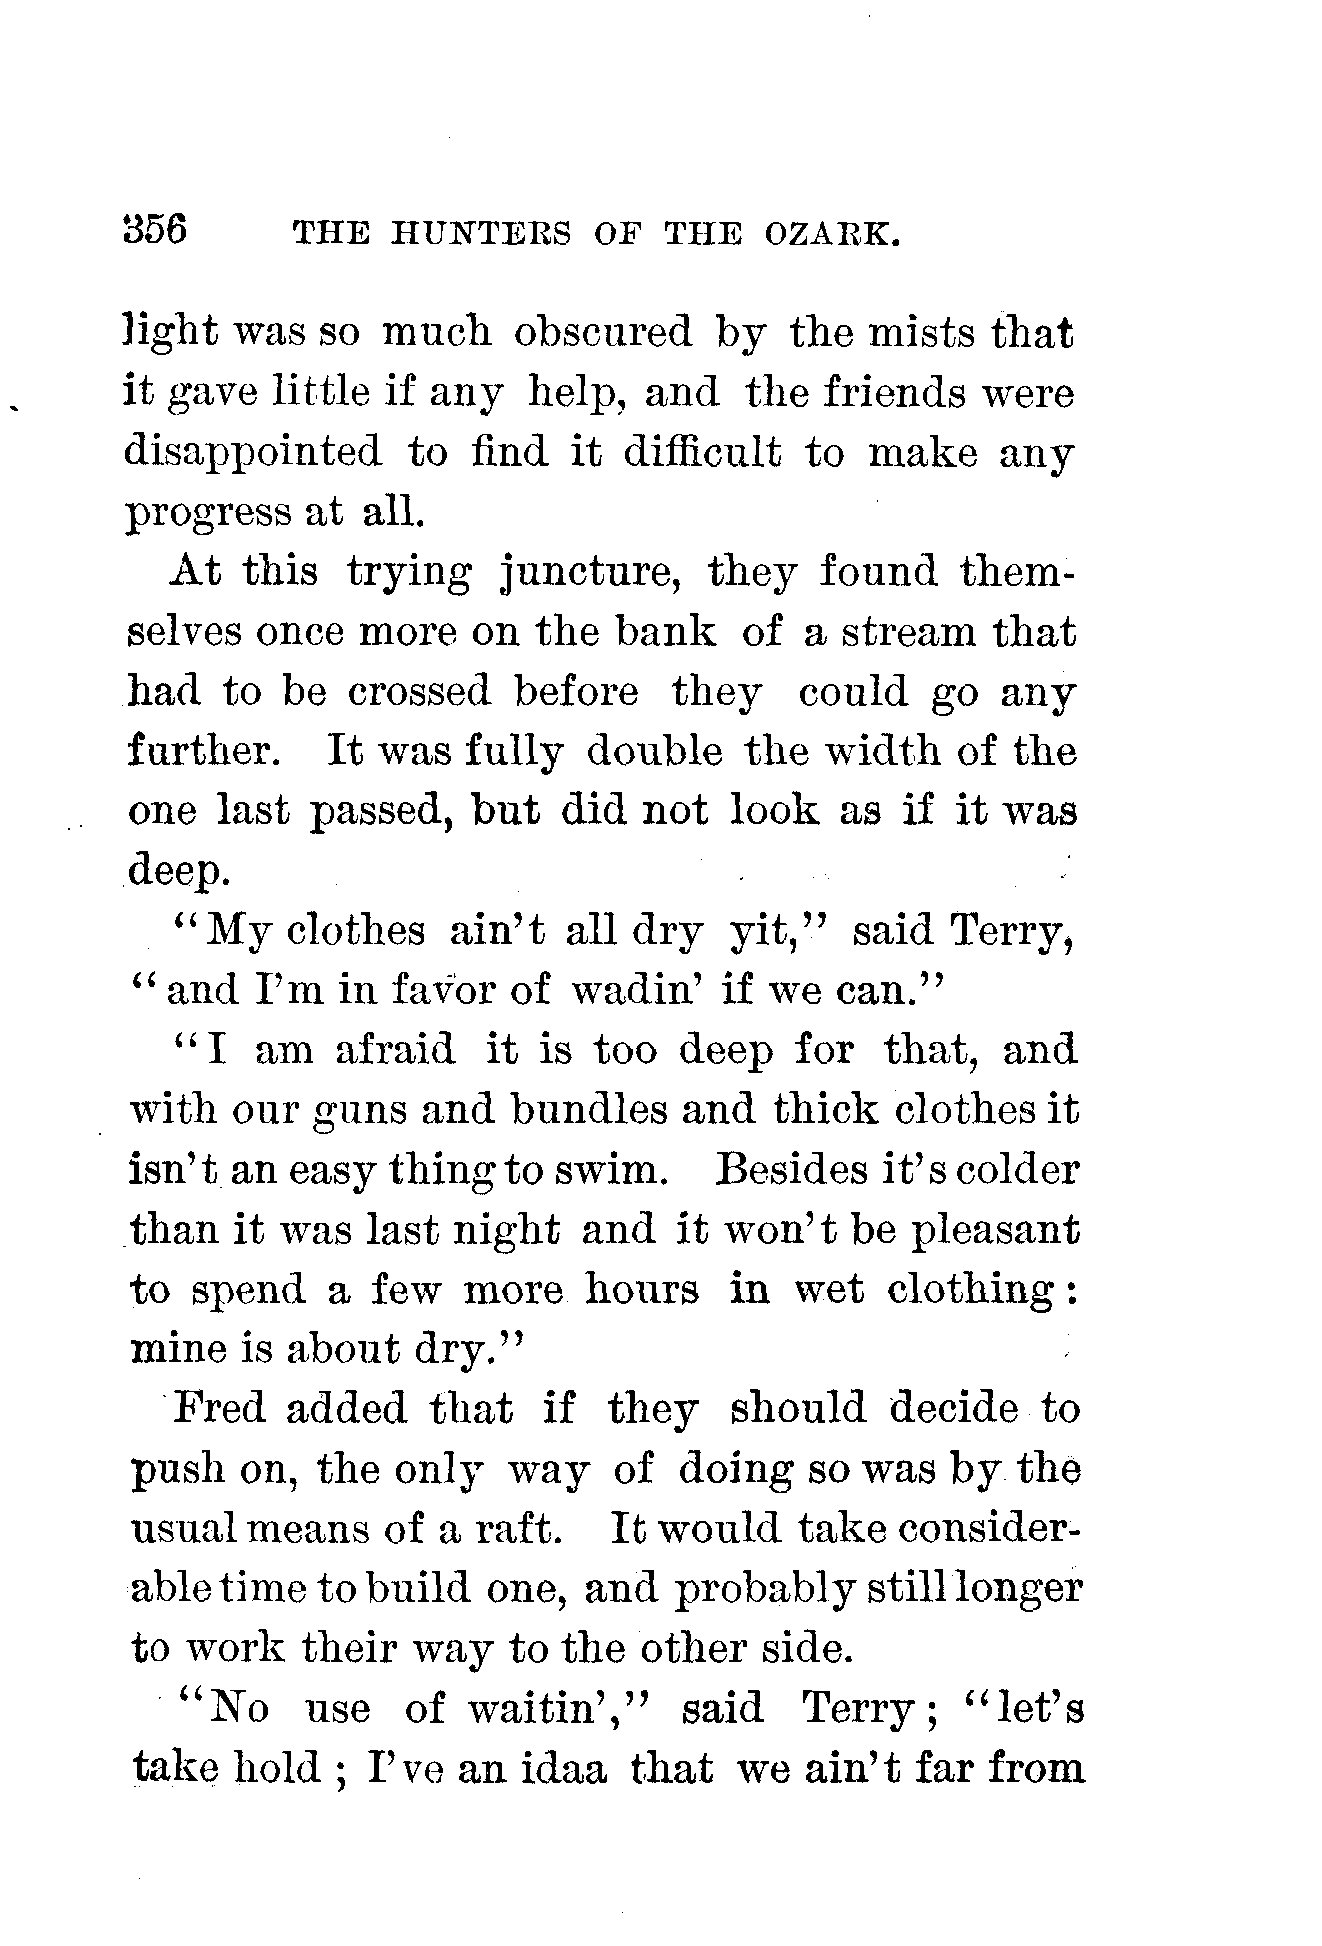 356 THE HUNTERS OF THE OZARK.
light was so much obscured by the mists that
it gave little if any help, and the friends were
disappointed to find it difficult to make any
progress at all.
At this trying juncture, they found them-
selves once more on the bank of a stream that
had to be crossed before they could go any
further. It was fully double the width of the
one last passed, but did not look as if it was
deep.
"My clothes ain't all dry yit," said Terry,
"and I'm in favor of wadin' if we can."
"I am afraid it is too deep for that, and
with our guns and bundles and thick clothes it
isn't an easy thing to swim. Besides it's colder
than it was last night and it won't be pleasant
to spend a few more hours in wet clothing:
mine is about dry."
Fred added that if they should decide to
push on, the only way of doing so was by the
usual means of a raft. It would take consider-
able time to build one, and probably still longer
to work their way to the other side.
"No use of waitin'," said Terry; "let's
take hold; I've an idaa that we ain't far from